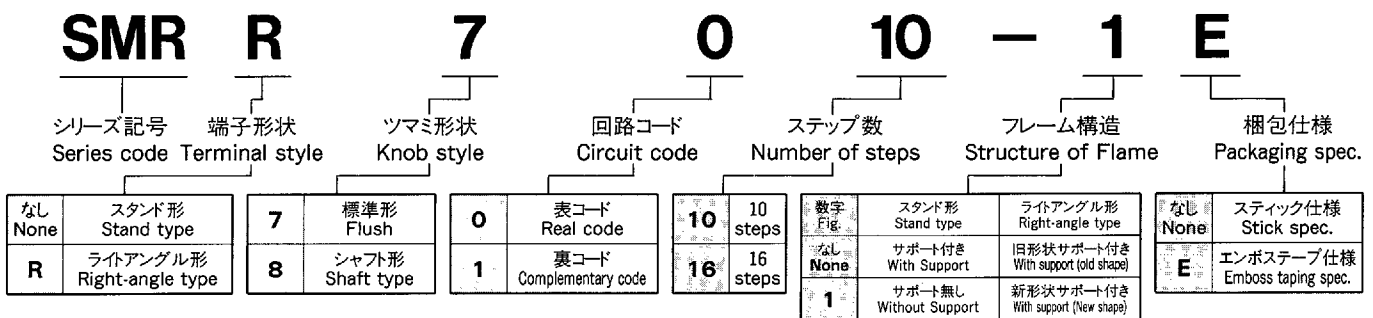 SMR R 7 0 10 － 1 E
シリーズ記号 端子形状 ツマミ形状 回路コード ステップ数 フレーム構造 梱包仕様
Series code Terminal style Knob style Circuit code Number of steps Structure of Flame Packaging spec.
なし スタンド形
None Stand type
R ライトアングル形
Right-angle type
7 標準形
Flush
8 シャフト形
Shaft type
0 表コード
Real code
1 裏コード
Complementary code
10 10
steps
16 16
steps
数字 スタンド形 ライトアングル形
Fig. Stand type Right-angle type
なし サポート付き 旧形状サポート付き
None With Support With support (old shape)
1 サポート無し 新形状サポート付き
Without Support With support (New shape)
なし スティック仕様
None Stick spec.
E エンボステープ仕様
Emboss taping spec.